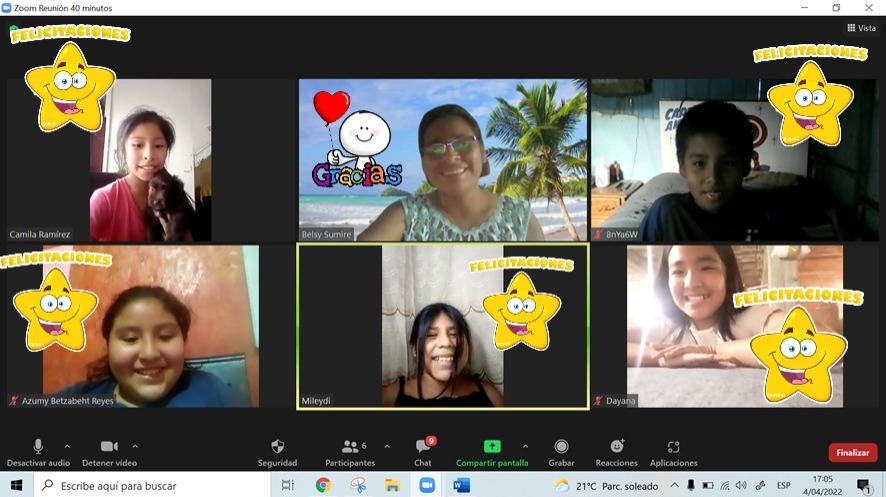 Zoom Reunión 40 minutos
FELICITACIONES
Vista
FELICITACIONES
Camila Ramírez
Gracias
Belsy Sumire
8nYa6W
FELICITACIONES
Azumy Betzabeht Reyes
FELICITACIONES
Mileydi
FELICITACIONES
Dayana
6
9
Desactivar audio
Detener video
Seguridad
Participantes
Chat
Compartir pantalla
Grabar
Reacciones
Aplicaciones
Finalizar
Escribe aquí para buscar
21°C Parc. soleado
ESP
17:05
4/04/2022
1